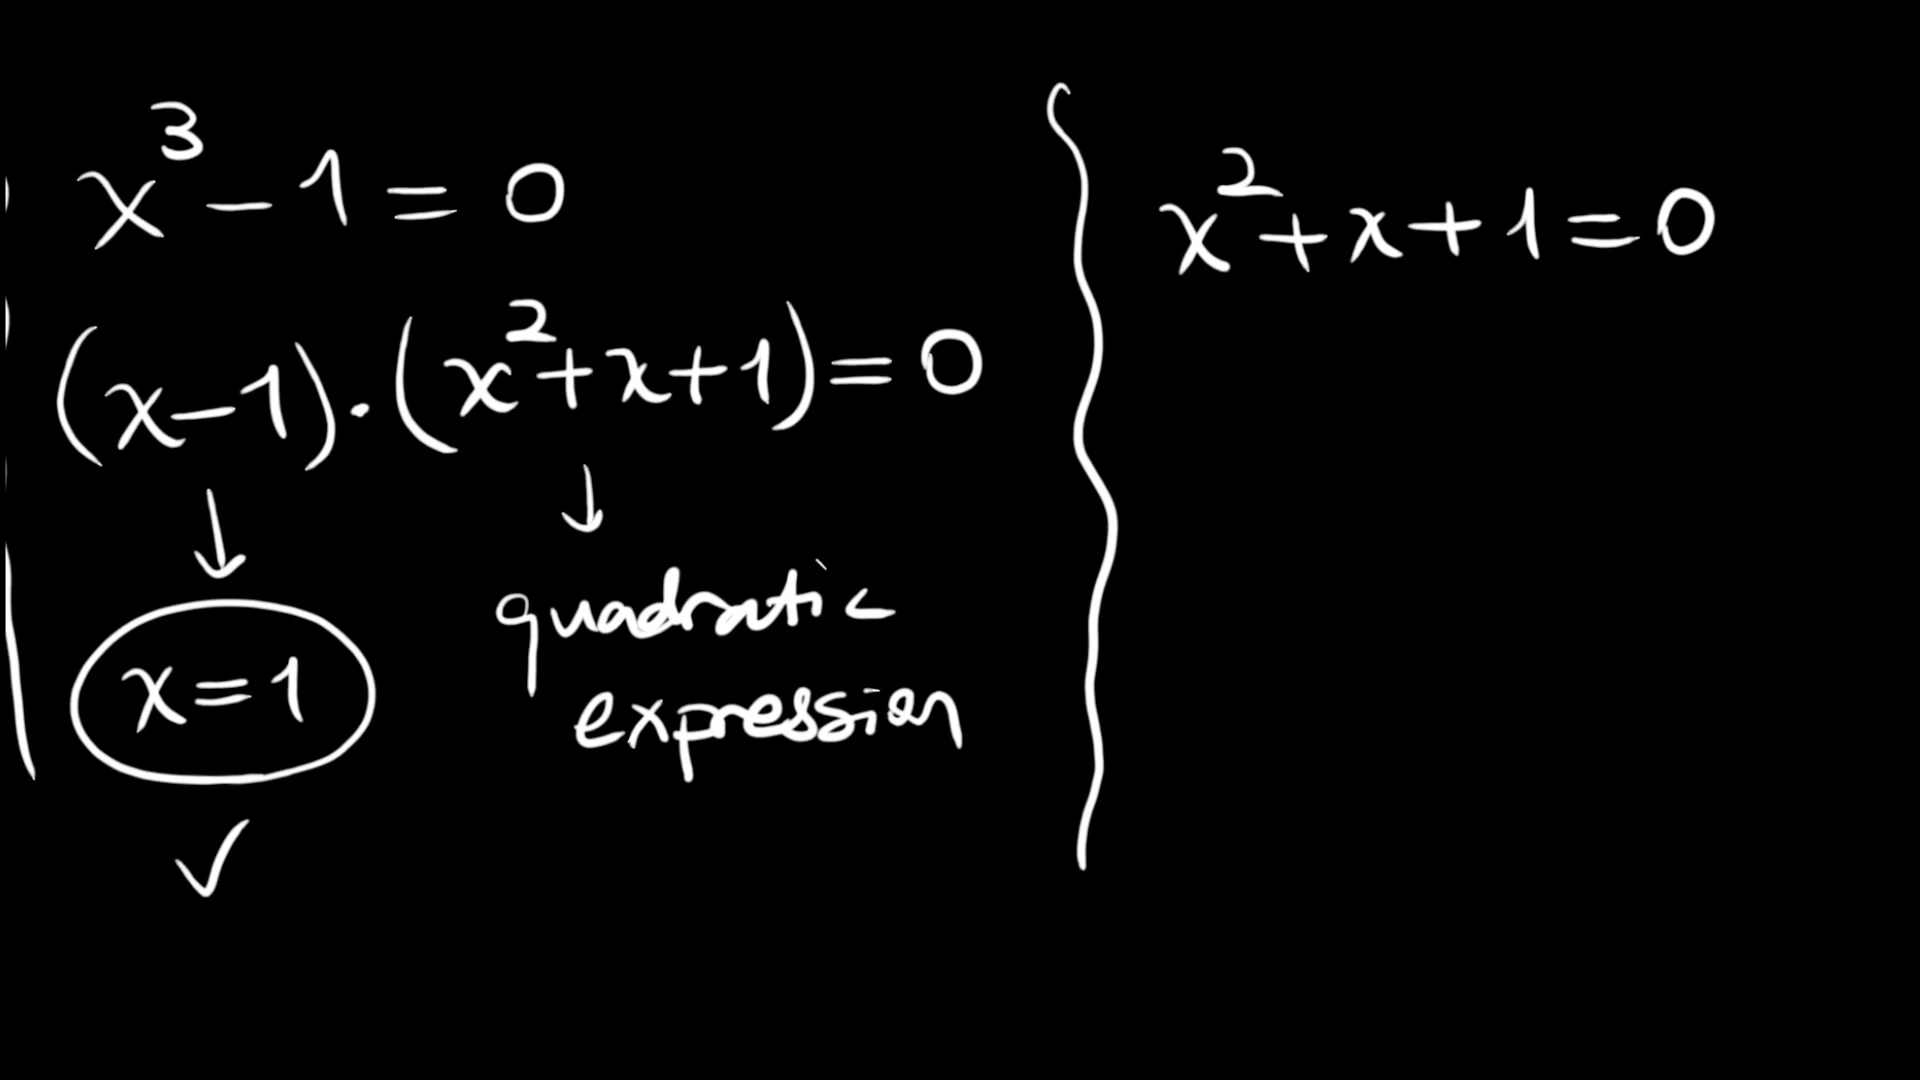 x³ - 1 = 0
(x-1)·(x²+x+1) = 0
x = 1
quadratic
expression
x²+x+1=0